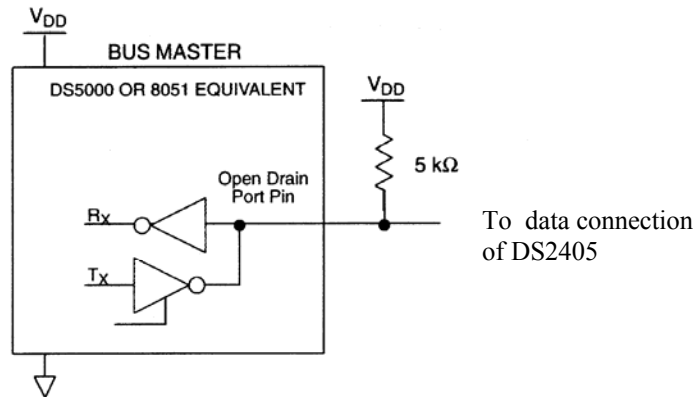 VDD
BUS MASTER
DS5000 OR 8051 EQUIVALENT
VDD
5 kΩ
Open Drain
Port Pin
RX
TX
To data connection
of DS2405